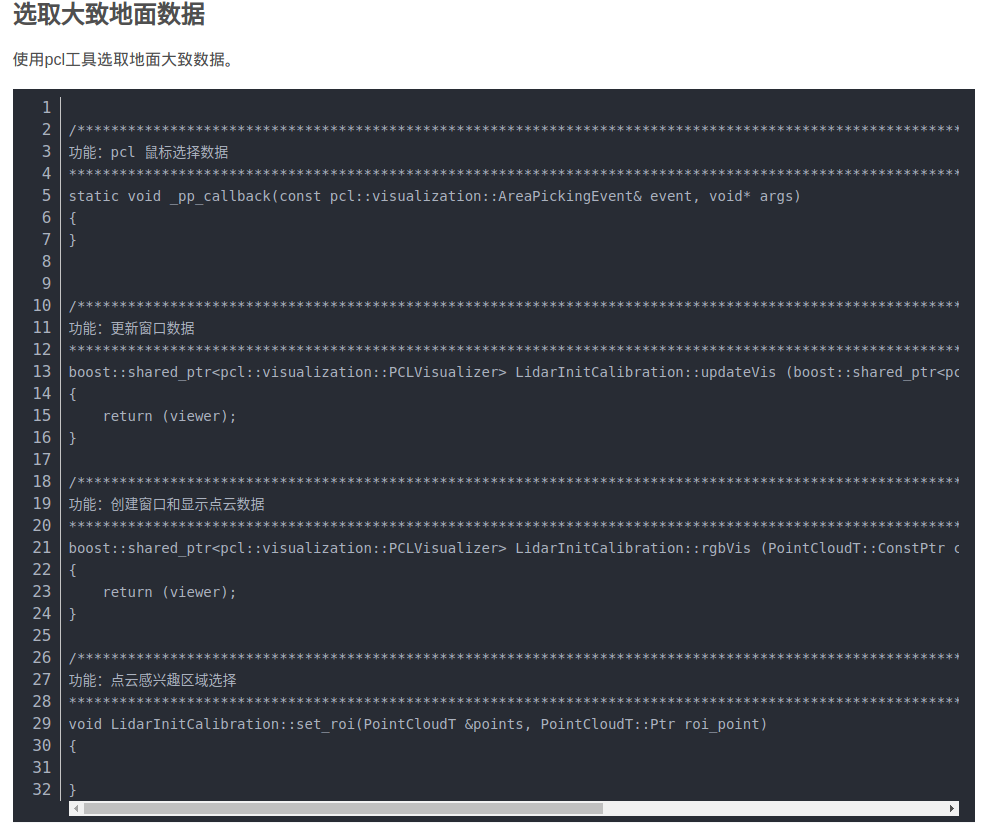 选取大致地面数据
使用pcl工具选取地面大致数据。
1
2 /*********************************************************************************************************
3 功能：pcl 鼠标选择数据
4 **********************************************************************************************************
5 static void _pp_callback(const pcl::visualization::AreaPickingEvent& event, void* args)
6 {
7 }
8
9
10 /*********************************************************************************************************
11 功能：更新窗口数据
12 **********************************************************************************************************
13 boost::shared_ptr<pcl::visualization::PCLVisualizer> LidarInitCalibration::updateVis (boost::shared_ptr<pc
14 {
15     return (viewer);
16 }
17
18 /*********************************************************************************************************
19 功能：创建窗口和显示点云数据
20 **********************************************************************************************************
21 boost::shared_ptr<pcl::visualization::PCLVisualizer> LidarInitCalibration::rgbVis (PointCloudT::ConstPtr c
22 {
23     return (viewer);
24 }
25
26 /*********************************************************************************************************
27 功能：点云感兴趣区域选择
28 **********************************************************************************************************
29 void LidarInitCalibration::set_roi(PointCloudT &points, PointCloudT::Ptr roi_point)
30 {
31
32 }